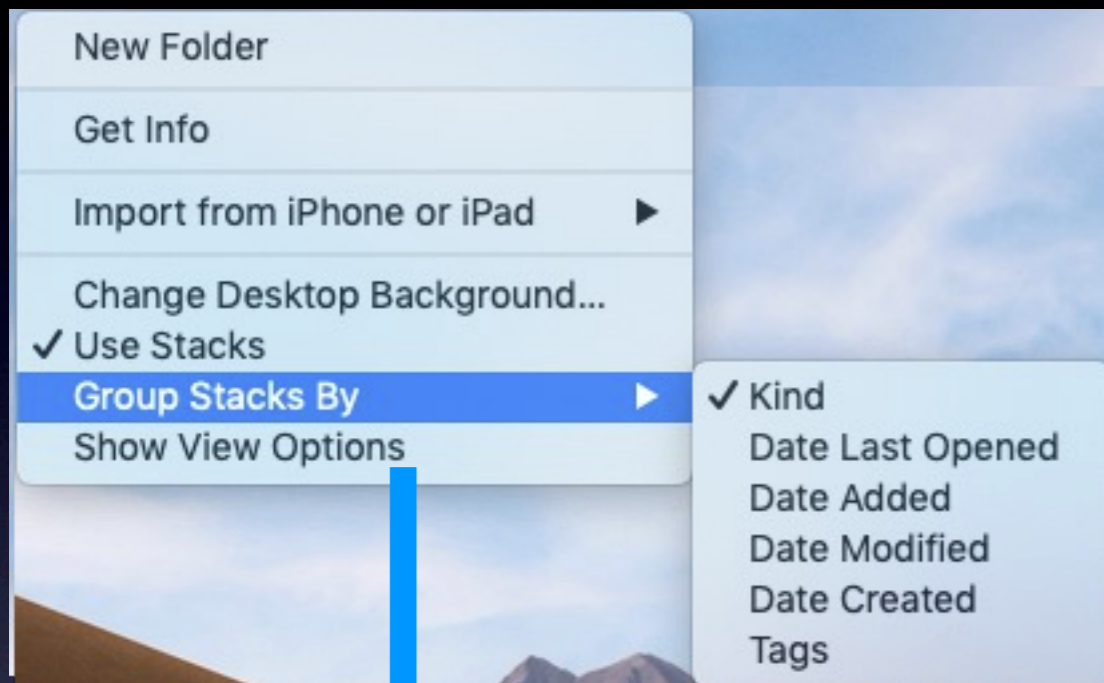 New Folder
Get Info
Import from iPhone or iPad
Change Desktop Background...
✓ Use Stacks
Group Stacks By
Show View Options
✓ Kind
Date Last Opened
Date Added
Date Modified
Date Created
Tags